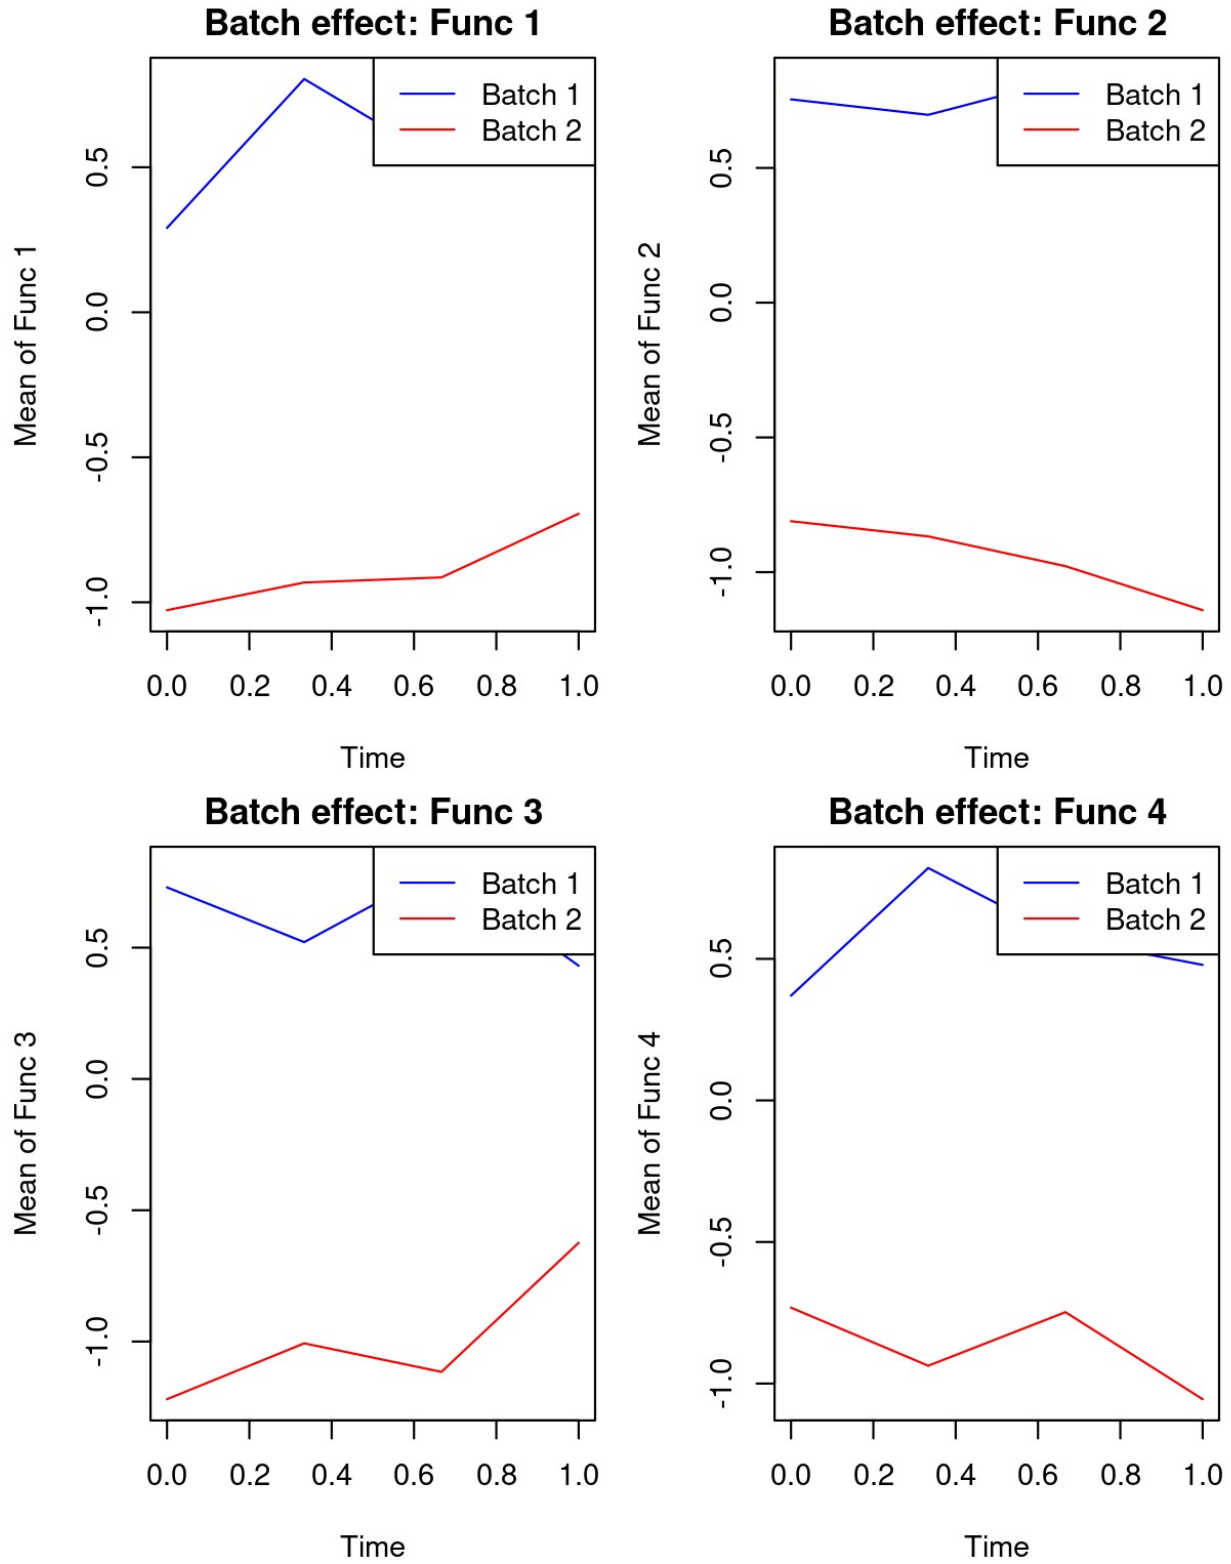 Batch effect: Func 1
Mean of Func 1
0.5
0.0
-0.5
-1.0
Batch 1
Batch 2
0.0 0.2 0.4 0.6 0.8 1.0
Time
Batch effect: Func 2
Mean of Func 2
0.5
0.0
-0.5
-1.0
Batch 1
Batch 2
0.0 0.2 0.4 0.6 0.8 1.0
Time
Batch effect: Func 3
Mean of Func 3
0.5
0.0
-0.5
-1.0
Batch 1
Batch 2
0.0 0.2 0.4 0.6 0.8 1.0
Time
Batch effect: Func 4
Mean of Func 4
0.5
0.0
-0.5
-1.0
Batch 1
Batch 2
0.0 0.2 0.4 0.6 0.8 1.0
Time